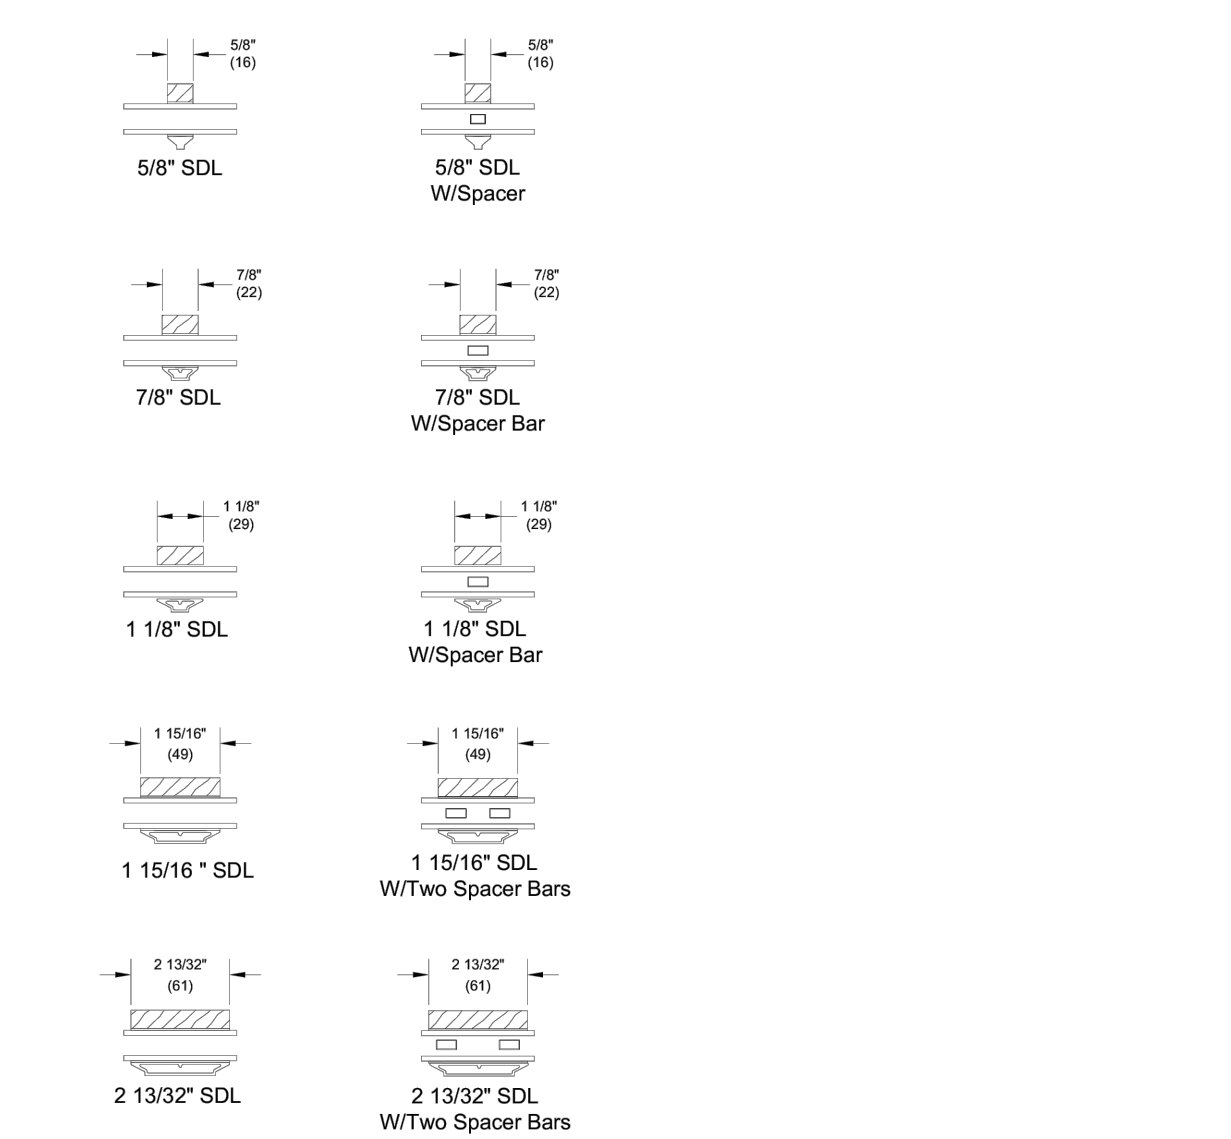 5/8"
(16)
5/8" SDL
5/8"
(16)
5/8" SDL
W/Spacer
7/8"
(22)
7/8" SDL
7/8"
(22)
7/8" SDL
W/Spacer Bar
1 1/8"
(29)
1 1/8" SDL
1 1/8"
(29)
1 1/8" SDL
W/Spacer Bar
1 15/16"
(49)
1 15/16 " SDL
1 15/16"
(49)
1 15/16" SDL
W/Two Spacer Bars
2 13/32"
(61)
2 13/32" SDL
2 13/32"
(61)
2 13/32" SDL
W/Two Spacer Bars